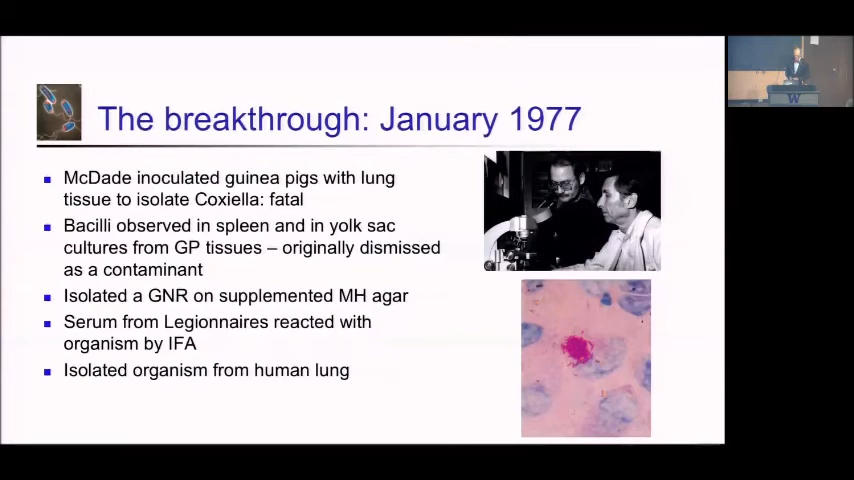 The breakthrough: January 1977
McDade inoculated guinea pigs with lung
tissue to isolate Coxiella: fatal
Bacilli observed in spleen and in yolk sac
cultures from GP tissues – originally dismissed
as a contaminant
Isolated a GNR on supplemented MH agar
Serum from Legionnaires reacted with
organism by IFA
Isolated organism from human lung
W